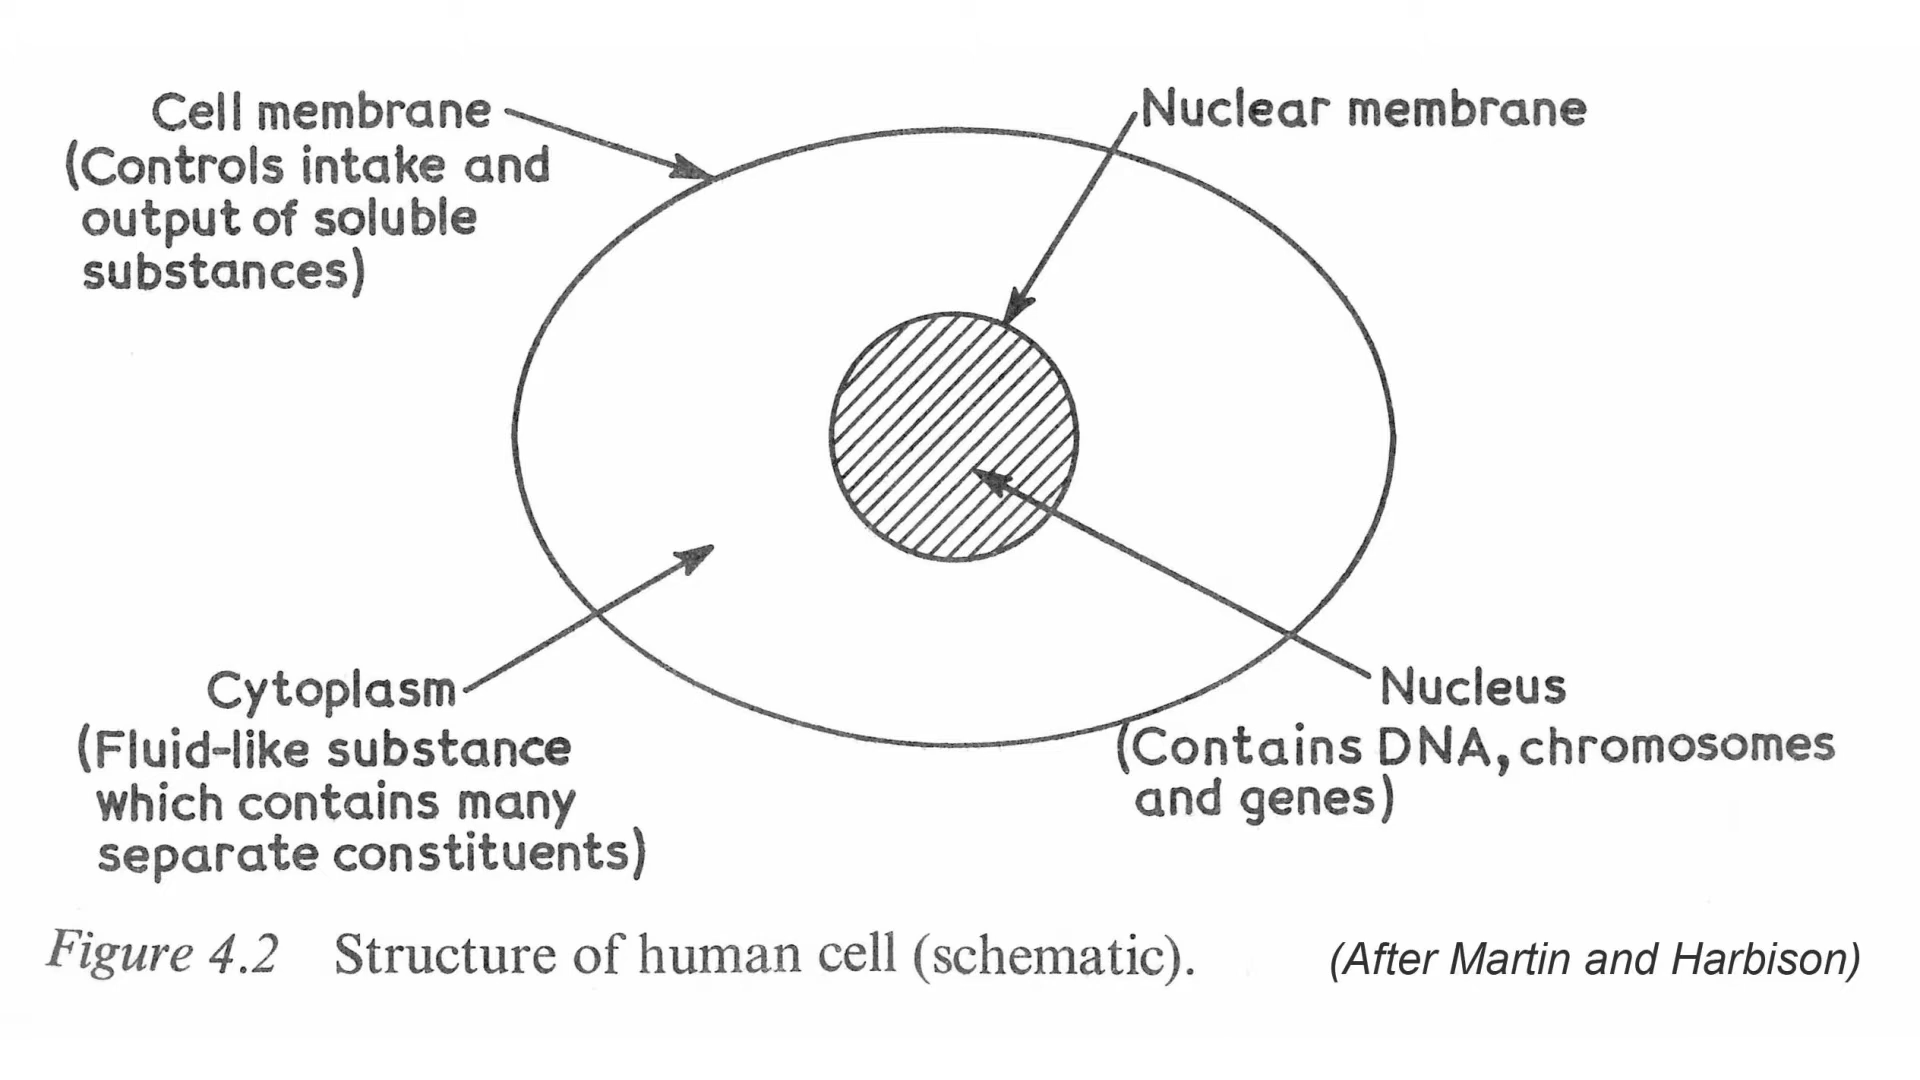 Cell membrane
(Controls intake and
output of soluble
substances)
Nuclear membrane
Cytoplasm
(Fluid-like substance
which contains many
separate constituents)
Nucleus
(Contains DNA, chromosomes
and genes)
Figure 4.2 Structure of human cell (schematic).
(After Martin and Harbison)